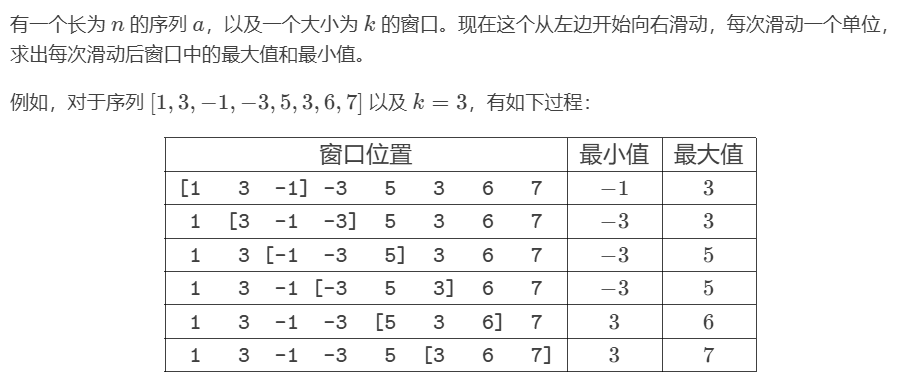 有一个长为 n 的序列 a，以及一个大小为 k 的窗口。现在这个从左边开始向右滑动，每次滑动一个单位，
求出每次滑动后窗口中的最大值和最小值。
例如，对于序列 [1, 3, −1, −3, 5, 3, 6, 7] 以及 k = 3，有如下过程：
窗口位置 最小值 最大值
[1 3 -1] -3 5 3 6 7 −1 3
1 [3 -1 -3] 5 3 6 7 −3 3
1 3 [-1 -3 5] 3 6 7 −3 5
1 3 -1 [-3 5 3] 6 7 −3 5
1 3 -1 -3 [5 3 6] 7 3 6
1 3 -1 -3 5 [3 6 7] 3 7